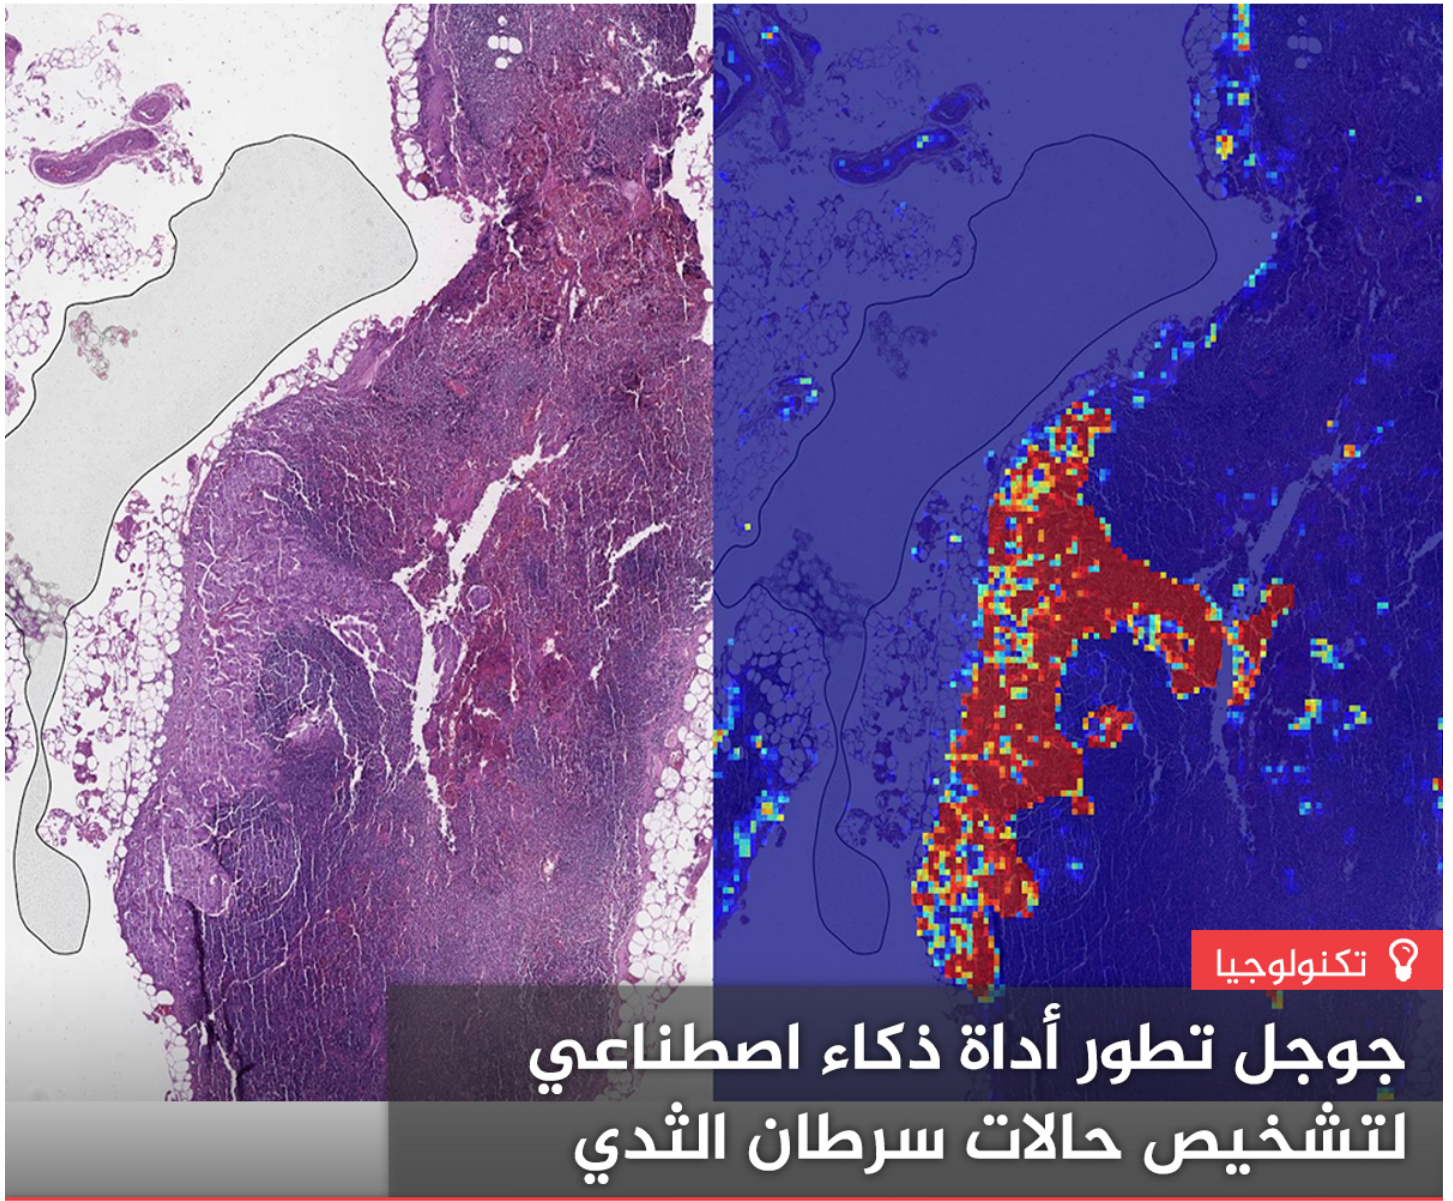 تكنولوجيا
جوجل تطور أداة ذكاء اصطناعي
لتشخيص حالات سرطان الثدي